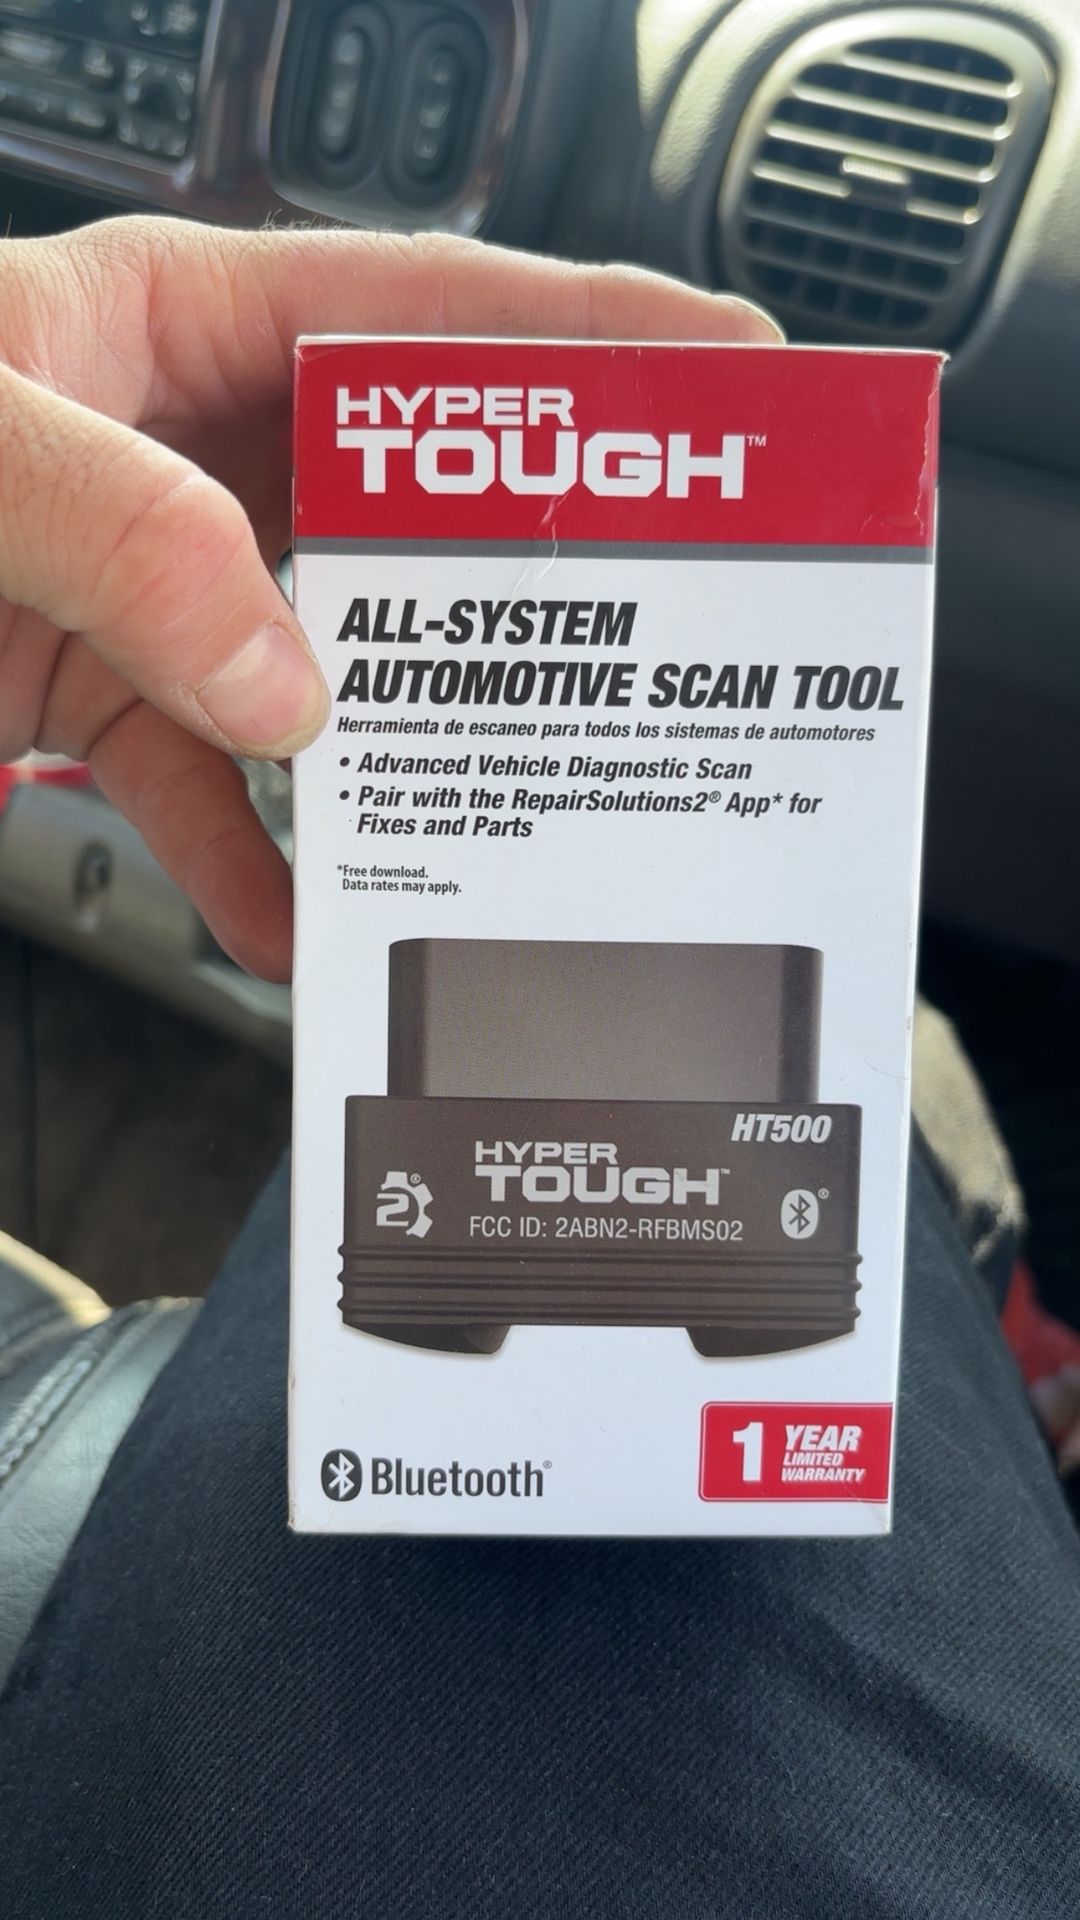 HYPER
TOUGH™
ALL-SYSTEM
AUTOMOTIVE SCAN TOOL
Herramienta de escaneo para todos los sistemas de automotores
• Advanced Vehicle Diagnostic Scan
• Pair with the RepairSolutions2® App* for
Fixes and Parts
*Free download.
Data rates may apply.
HT500
HYPER
TOUGH™
2®
FCC ID: 2ABN2-RFBMS02
®
Bluetooth®
1 YEAR
LIMITED
WARRANTY